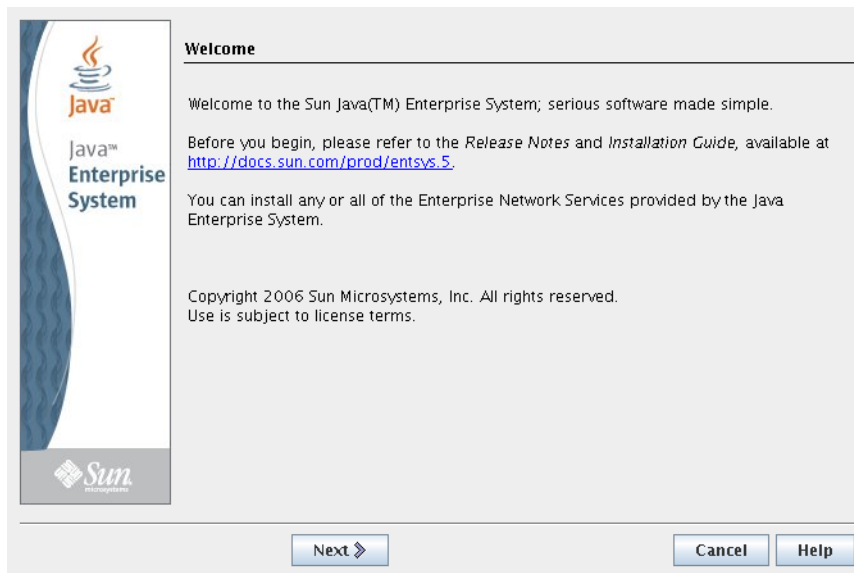 Java™
Java™
Enterprise
System
Sun
microsystems
Welcome
Welcome to the Sun Java(TM) Enterprise System; serious software made simple.
Before you begin, please refer to the Release Notes and Installation Guide, available at
http://docs.sun.com/prod/entsys.5.
You can install any or all of the Enterprise Network Services provided by the Java
Enterprise System.
Copyright 2006 Sun Microsystems, Inc. All rights reserved.
Use is subject to license terms.
Next
Cancel
Help